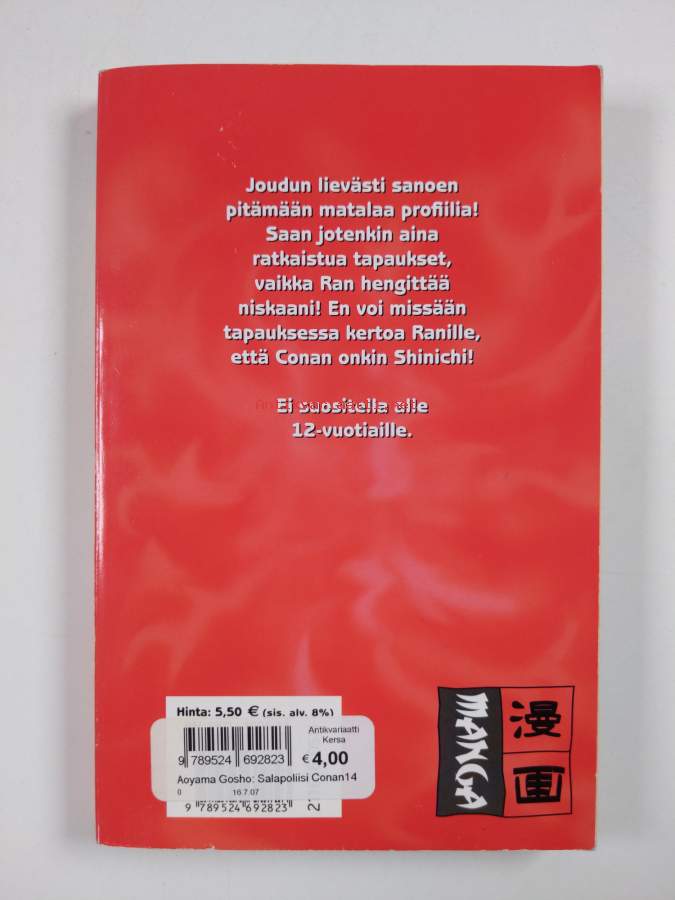 Joudun lievästi sanoen
pitämään matalaa profiilia!
Saan jotenkin aina
ratkaistua tapaukset,
vaikka Ran hengittää
niskaani! En voi missään
tapauksessa kertoa Ranille,
että Conan onkin Shinichi!
Ei suositella alle
12-vuotiaille.
Hinta: 5,50 € (sis. alv. 8%)
Antikvariaatti
Kersa
9 789524 692823
€ 4,00
Aoyama Gosho: Salapoliisi Conan14
0 16.7.07
9 789524 692823
MANGA
漫
画